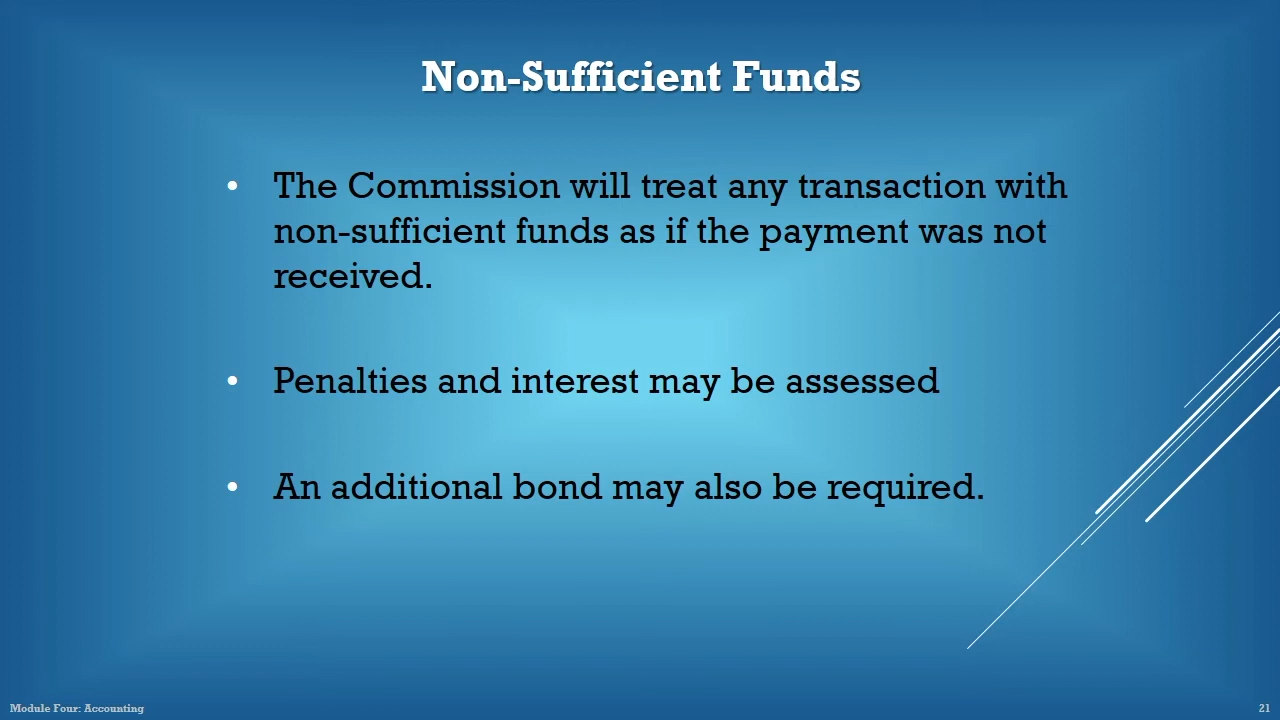 Non-Sufficient Funds
• The Commission will treat any transaction with
non-sufficient funds as if the payment was not
received.
• Penalties and interest may be assessed
• An additional bond may also be required.
Module Four: Accounting
21